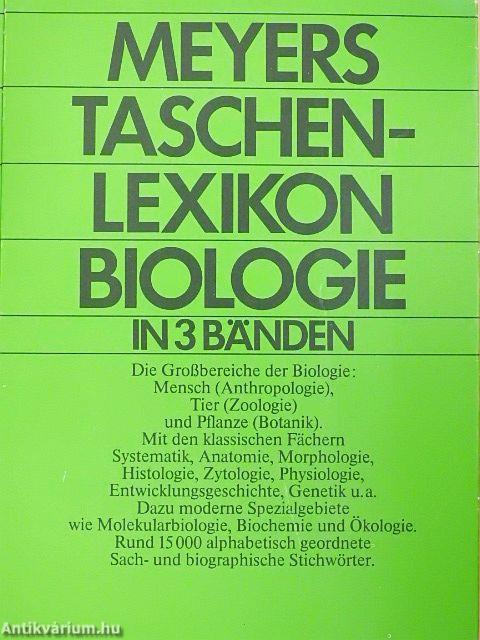 MEYERS
TASCHEN-
LEXIKON
BIOLOGIE
IN 3 BÄNDEN
Die Großbereiche der Biologie:
Mensch (Anthropologie),
Tier (Zoologie)
und Pflanze (Botanik).
Mit den klassischen Fächern
Systematik, Anatomie, Morphologie,
Histologie, Zytologie, Physiologie,
Entwicklungsgeschichte, Genetik u.a.
Dazu moderne Spezialgebiete
wie Molekularbiologie, Biochemie und Ökologie.
Rund 15000 alphabetisch geordnete
Sach- und biographische Stichwörter.
Antikvárium.hu